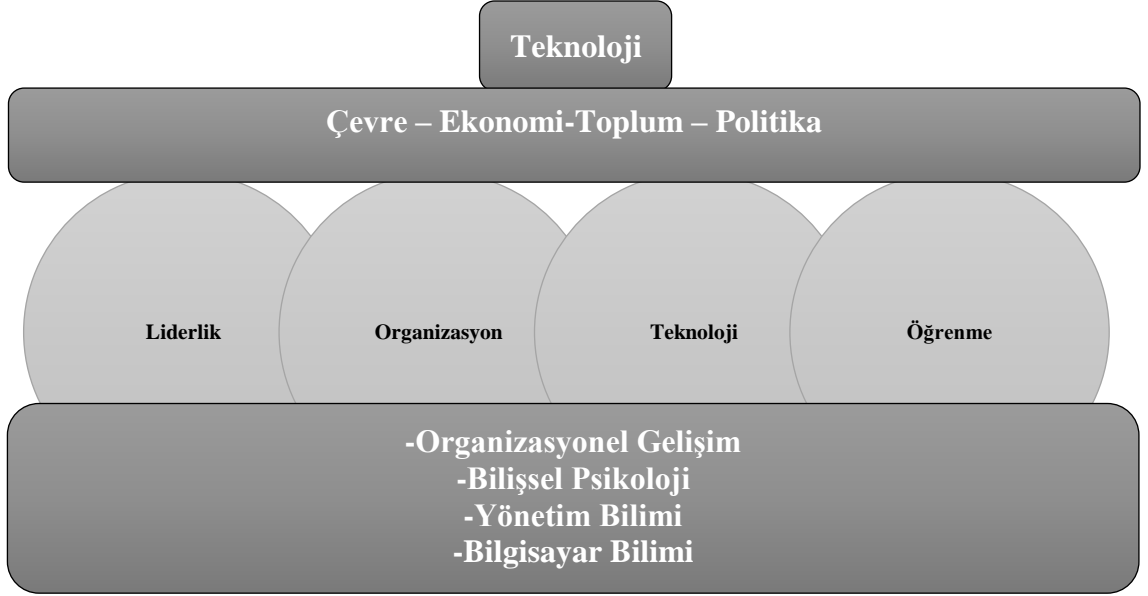 Teknoloji
Çevre – Ekonomi-Toplum – Politika
Liderlik
Organizasyon
Teknoloji
Öğrenme
-Organizasyonel Gelişim
-Bilişsel Psikoloji
-Yönetim Bilimi
-Bilgisayar Bilimi